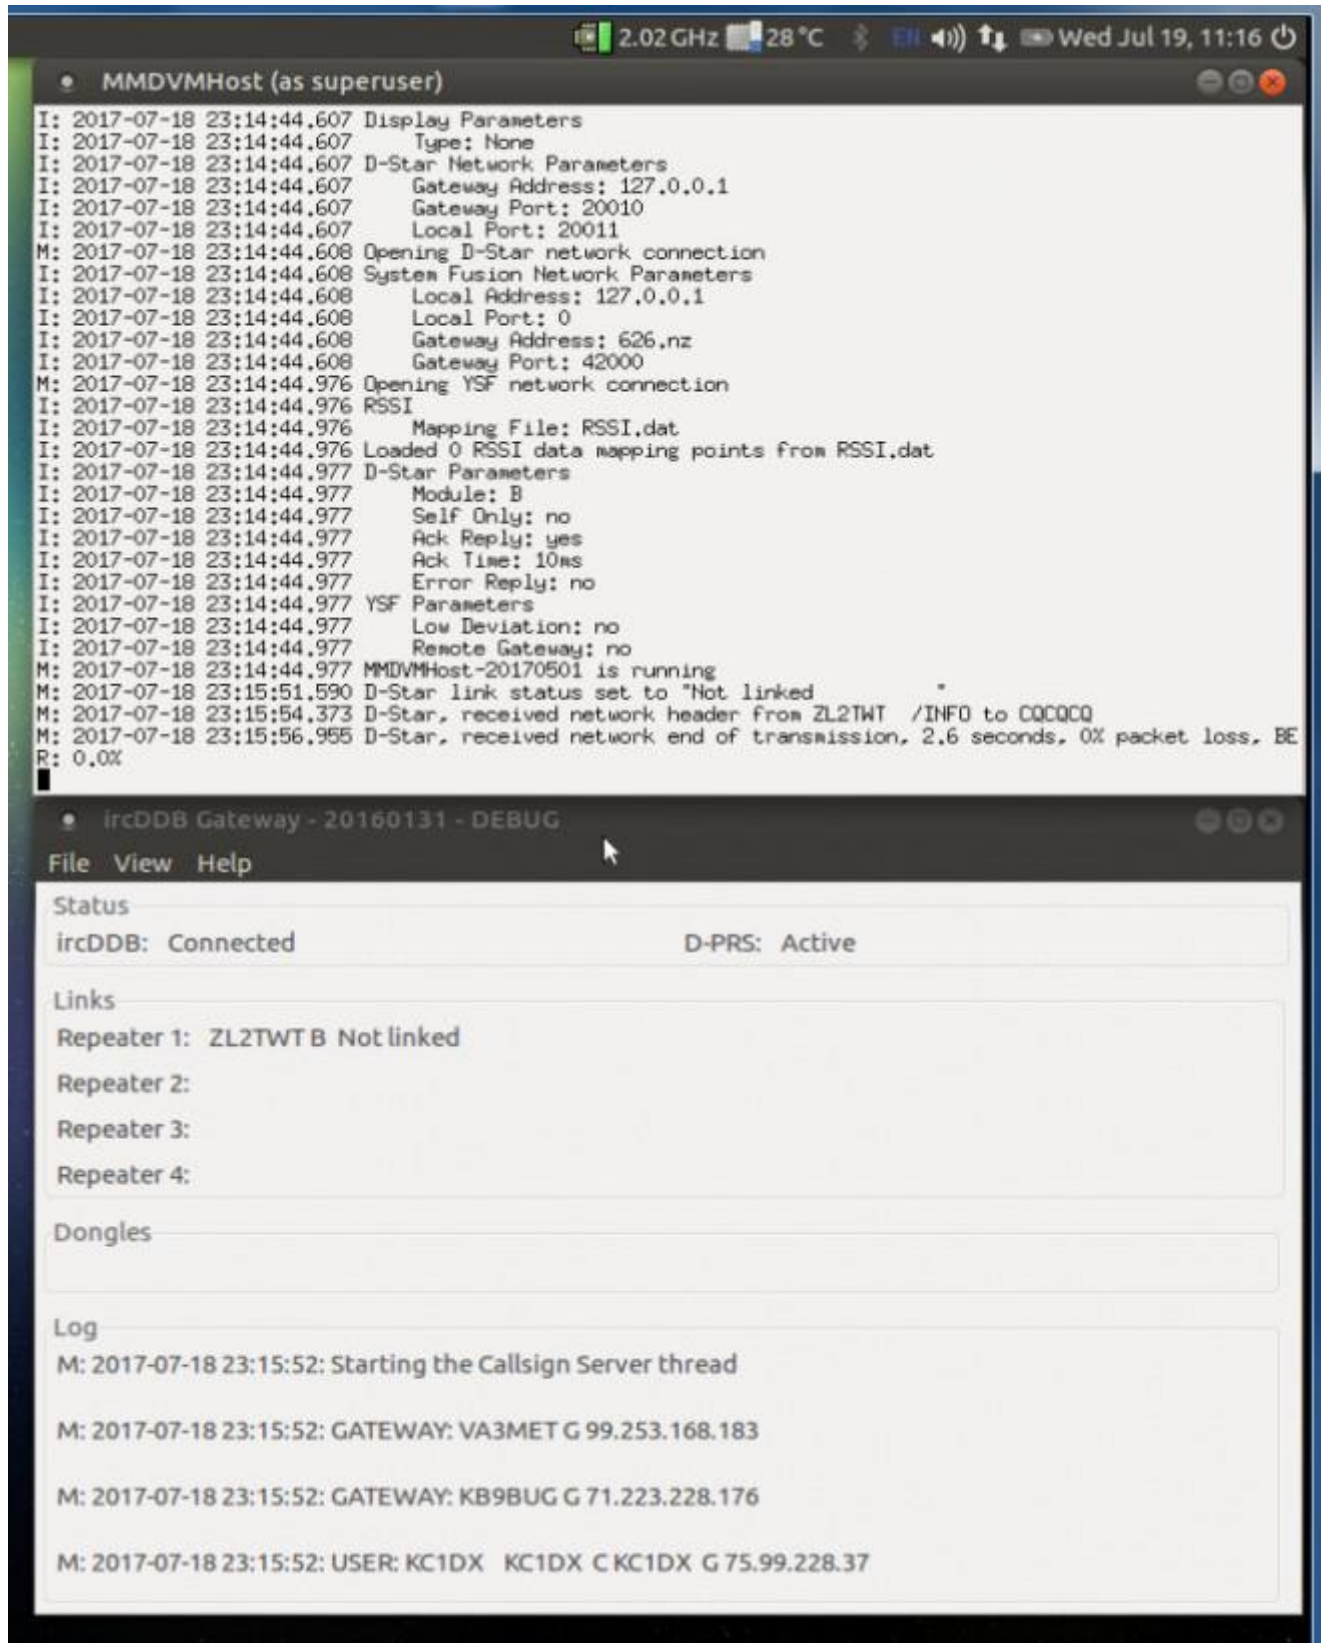 2.02 GHz 28 °C EN Wed Jul 19, 11:16
MMDVMHost (as superuser)
I: 2017-07-18 23:14:44.607 Display Parameters
I: 2017-07-18 23:14:44.607     Type: None
I: 2017-07-18 23:14:44.607 D-Star Network Parameters
I: 2017-07-18 23:14:44.607     Gateway Address: 127.0.0.1
I: 2017-07-18 23:14:44.607     Gateway Port: 20010
I: 2017-07-18 23:14:44.607     Local Port: 20011
M: 2017-07-18 23:14:44.608 Opening D-Star network connection
I: 2017-07-18 23:14:44.608 System Fusion Network Parameters
I: 2017-07-18 23:14:44.608     Local Address: 127.0.0.1
I: 2017-07-18 23:14:44.608     Local Port: 0
I: 2017-07-18 23:14:44.608     Gateway Address: 626.nz
I: 2017-07-18 23:14:44.608     Gateway Port: 42000
M: 2017-07-18 23:14:44.976 Opening YSF network connection
I: 2017-07-18 23:14:44.976 RSSI
I: 2017-07-18 23:14:44.976     Mapping File: RSSI.dat
I: 2017-07-18 23:14:44.976 Loaded 0 RSSI data mapping points from RSSI.dat
I: 2017-07-18 23:14:44.977 D-Star Parameters
I: 2017-07-18 23:14:44.977     Module: B
I: 2017-07-18 23:14:44.977     Self Only: no
I: 2017-07-18 23:14:44.977     Ack Reply: yes
I: 2017-07-18 23:14:44.977     Ack Time: 10ms
I: 2017-07-18 23:14:44.977     Error Reply: no
I: 2017-07-18 23:14:44.977 YSF Parameters
I: 2017-07-18 23:14:44.977     Low Deviation: no
I: 2017-07-18 23:14:44.977     Remote Gateway: no
M: 2017-07-18 23:14:44.977 MMDVMHost-20170501 is running
M: 2017-07-18 23:15:51.590 D-Star link status set to "Not linked          "
M: 2017-07-18 23:15:54.373 D-Star, received network header from ZL2TWT  /INFO to CQCQCQ
M: 2017-07-18 23:15:56.955 D-Star, received network end of transmission, 2.6 seconds, 0% packet loss, BE
R: 0.0%
ircDDB Gateway - 20160131 - DEBUG
File View Help
Status
ircDDB: Connected D-PRS: Active
Links
Repeater 1: ZL2TWT B Not linked
Repeater 2:
Repeater 3:
Repeater 4:
Dongles
Log
M: 2017-07-18 23:15:52: Starting the Callsign Server thread
M: 2017-07-18 23:15:52: GATEWAY: VA3MET G 99.253.168.183
M: 2017-07-18 23:15:52: GATEWAY: KB9BUG G 71.223.228.176
M: 2017-07-18 23:15:52: USER: KC1DX KC1DX C KC1DX G 75.99.228.37